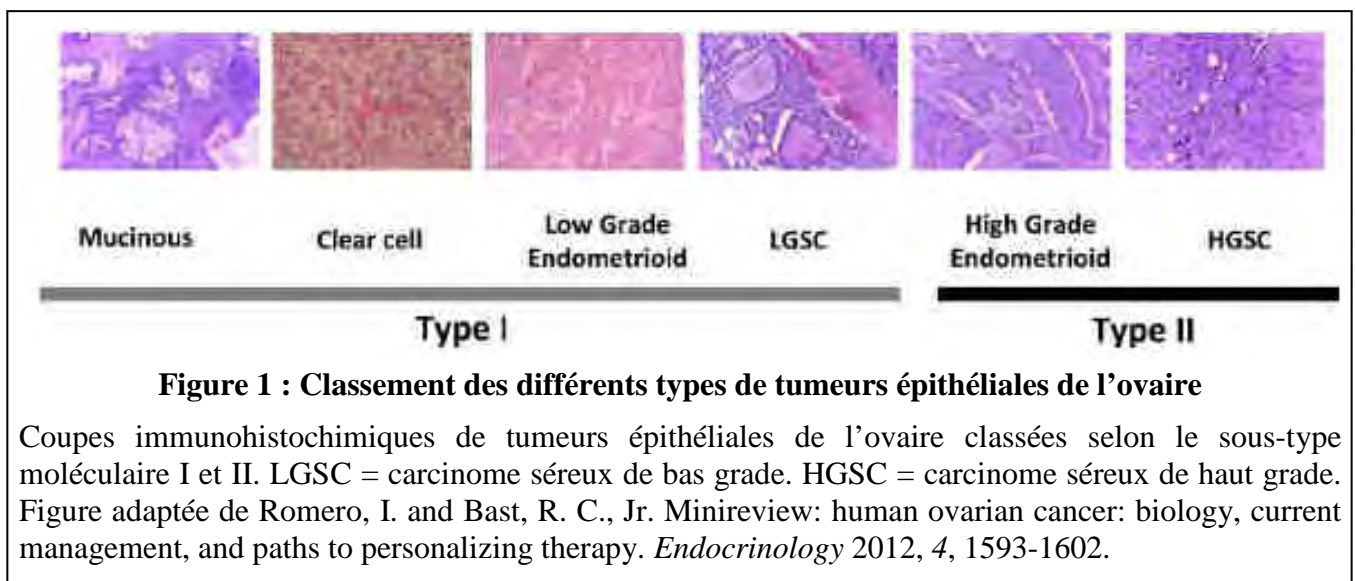 Mucinous
Clear cell
Low Grade
Endometrioid
LGSC
High Grade
Endometrioid
HGSC
Type I
Type II
Figure 1 : Classement des différents types de tumeurs épithéliales de l’ovaire
Coupes immunohistochimiques de tumeurs épithéliales de l’ovaire classées selon le sous-type
moléculaire I et II. LGSC = carcinome séreux de bas grade. HGSC = carcinome séreux de haut grade.
Figure adaptée de Romero, I. and Bast, R. C., Jr. Minireview: human ovarian cancer: biology, current
management, and paths to personalizing therapy. Endocrinology 2012, 4, 1593-1602.